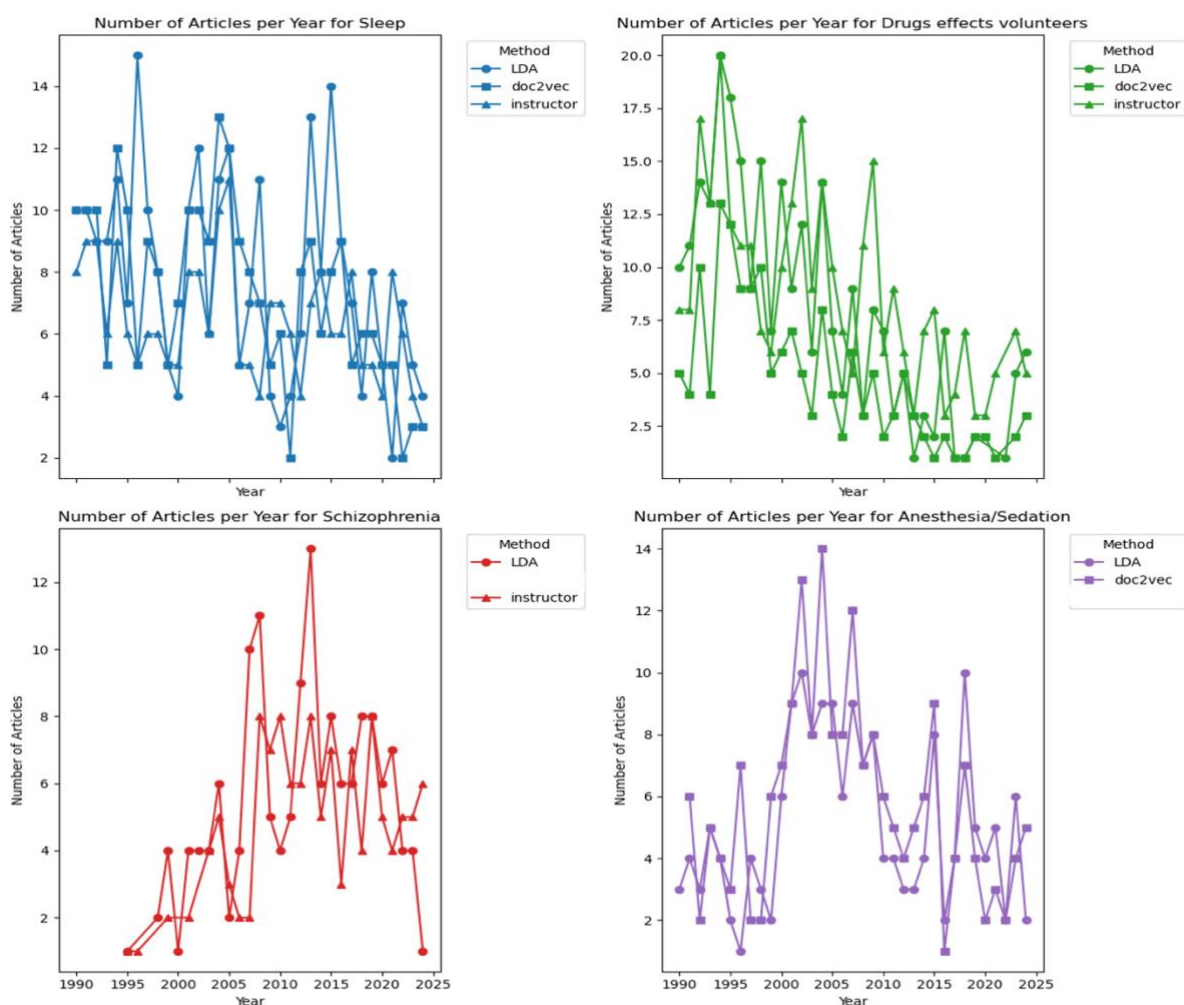 Number of Articles per Year for Sleep
Number of Articles
14
12
10
8
6
4
2
Year
Method
LDA
doc2vec
instructor
Number of Articles per Year for Drugs effects volunteers
Number of Articles
20.0
17.5
15.0
12.5
10.0
7.5
5.0
2.5
Year
Method
LDA
doc2vec
instructor
Number of Articles per Year for Schizophrenia
Number of Articles
12
10
8
6
4
2
1990 1995 2000 2005 2010 2015 2020 2025
Year
Method
LDA
instructor
Number of Articles per Year for Anesthesia/Sedation
Number of Articles
14
12
10
8
6
4
2
1990 1995 2000 2005 2010 2015 2020 2025
Year
Method
LDA
doc2vec